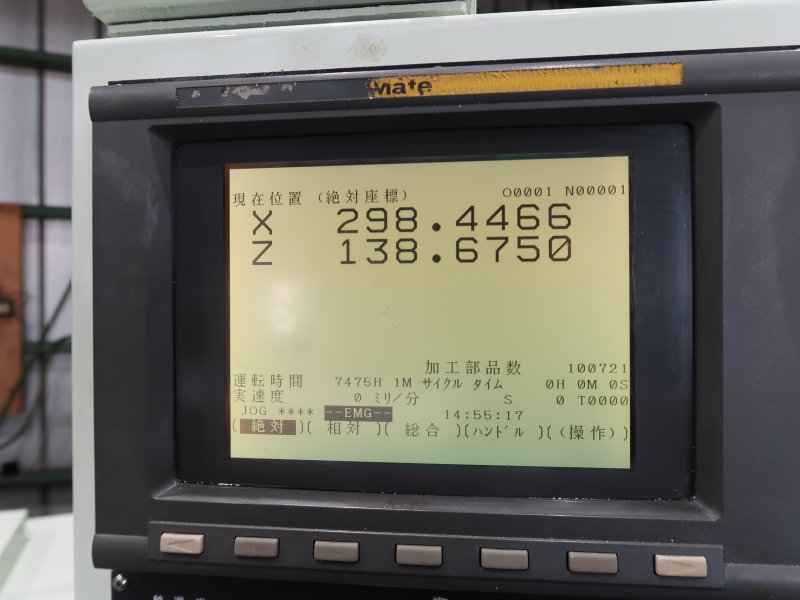 Mate
現在位置 (絶対座標) O0001 N00001
X 298.4466
Z 138.6750
加工部品数 100721
運転時間 7475H 1M サイクル タイム 0H 0M 0S
実速度 0 ミリ/分 S 0 T0000
JOG **** --EMG-- 14:55:17
[ 絶対 ][ 相対 ][ 総合 ][ハンドル ][(操作)]